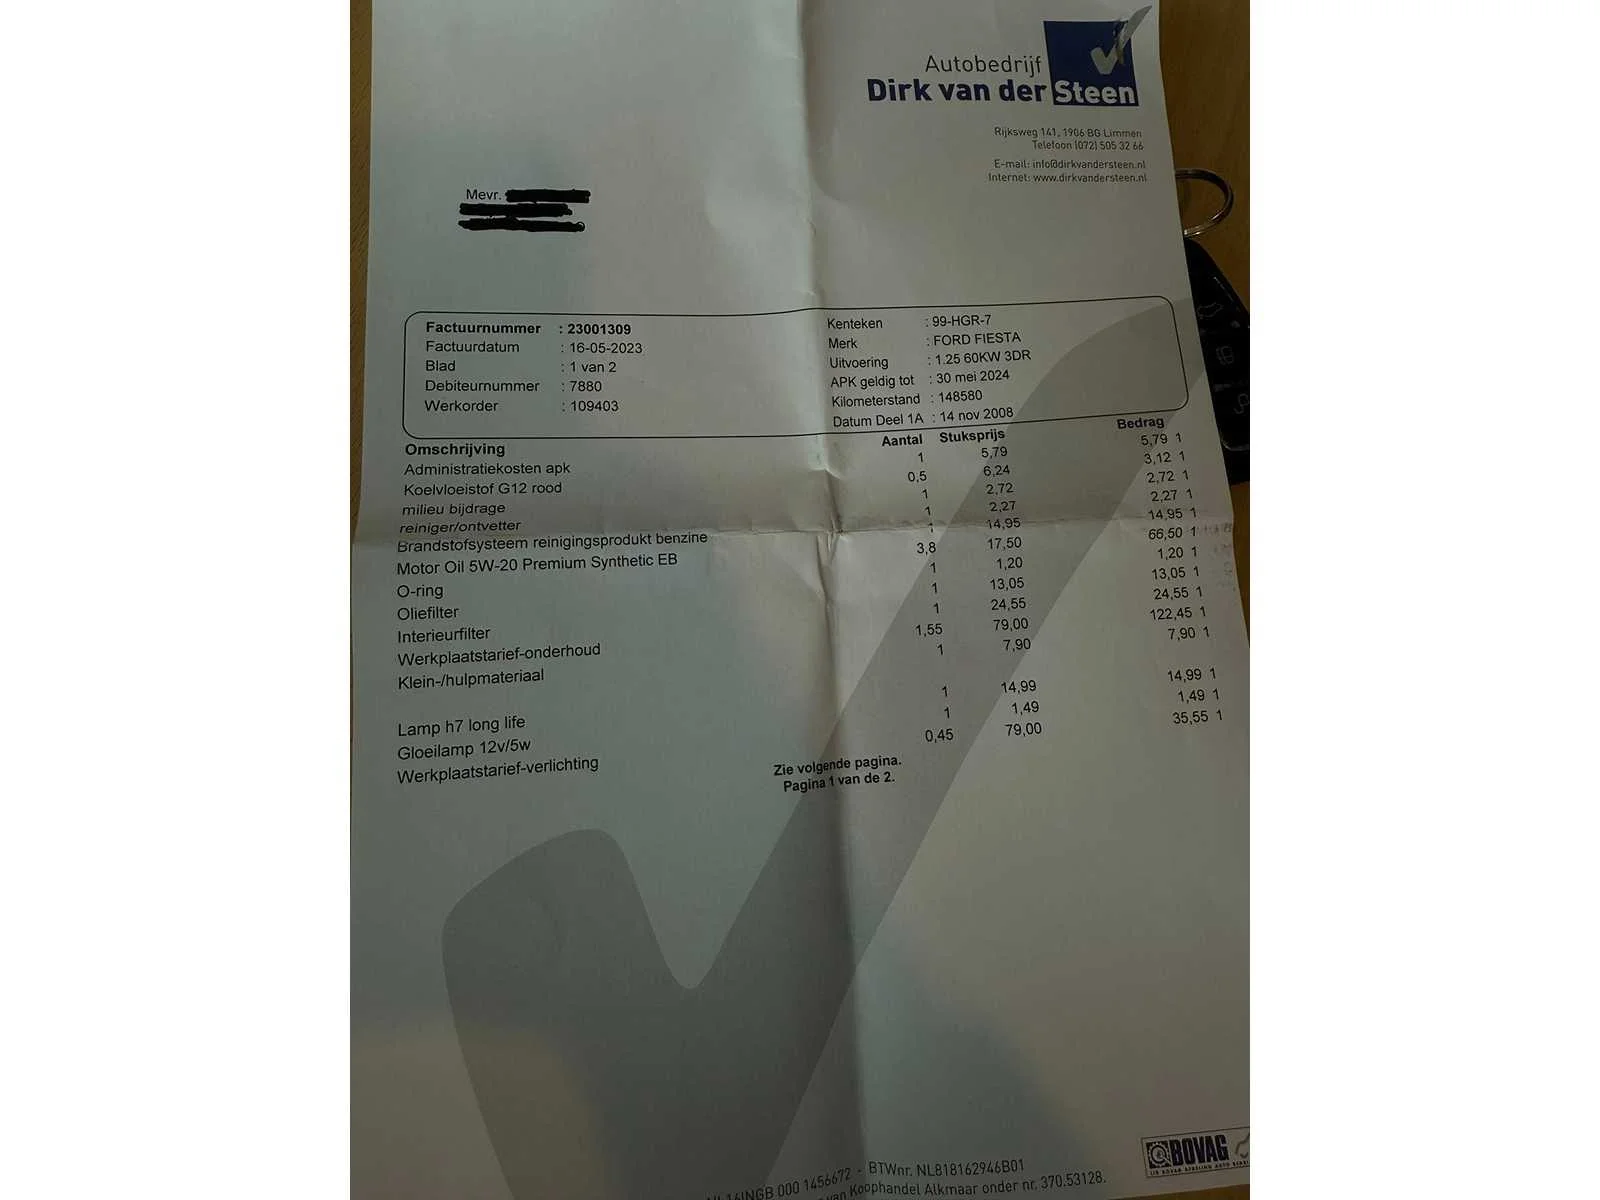 Autobedrijf
Dirk van der Steen
Rijksweg 141, 1906 BG Limmen
Telefoon (072) 505 32 66
E-mail: info@dirkvandersteen.nl
Internet: www.dirkvandersteen.nl
Mevr.
Factuurnummer : 23001309
Factuurdatum : 16-05-2023
Blad : 1 van 2
Debiteurnummer : 7880
Werkorder : 109403
Kenteken : 99-HGR-7
Merk : FORD FIESTA
Uitvoering : 1.25 60KW 3DR
APK geldig tot : 30 mei 2024
Kilometerstand : 148580
Datum Deel 1A : 14 nov 2008
Omschrijving Aantal Stuksprijs Bedrag
Administratiekosten apk 1 5,79 5,79 1
Koelvloeistof G12 rood 0,5 6,24 3,12 1
milieu bijdrage 1 2,72 2,72 1
reiniger/ontvetter 1 2,27 2,27 1
Brandstofsysteem reinigingsprodukt benzine 1 14,95 14,95 1
Motor Oil 5W-20 Premium Synthetic EB 3,8 17,50 66,50 1
O-ring 1 1,20 1,20 1
Oliefilter 1 13,05 13,05 1
Interieurfilter 1 24,55 24,55 1
Werkplaatstarief-onderhoud 1,55 79,00 122,45 1
Klein-/hulpmateriaal 1 7,90 7,90 1
Lamp h7 long life 1 14,99 14,99 1
Gloeilamp 12v/5w 1 1,49 1,49 1
Werkplaatstarief-verlichting 0,45 79,00 35,55 1
Zie volgende pagina.
Pagina 1 van de 2.
BOVAG
INGB 000 1456672 - BTWnr. NL818162946B01
van Koophandel Alkmaar onder nr. 370.53128.